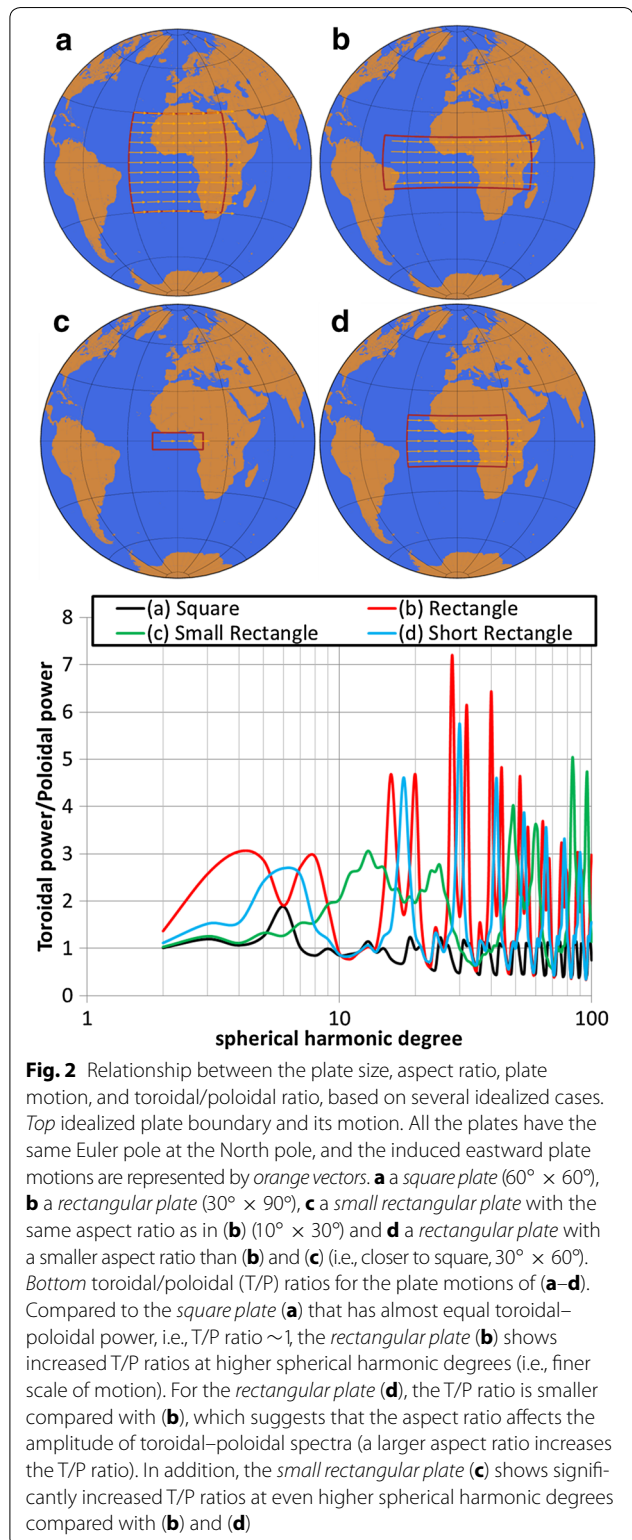 a
b
c
d
(a) Square
(b) Rectangle
(c) Small Rectangle
(d) Short Rectangle
Toroidal power/Poloidal power
8
7
6
5
4
3
2
1
0
1
10
100
spherical harmonic degree
Fig. 2 Relationship between the plate size, aspect ratio, plate
motion, and toroidal/poloidal ratio, based on several idealized cases.
Top idealized plate boundary and its motion. All the plates have the
same Euler pole at the North pole, and the induced eastward plate
motions are represented by orange vectors. a a square plate (60° × 60°),
b a rectangular plate (30° × 90°), c a small rectangular plate with the
same aspect ratio as in (b) (10° × 30°) and d a rectangular plate with
a smaller aspect ratio than (b) and (c) (i.e., closer to square, 30° × 60°).
Bottom toroidal/poloidal (T/P) ratios for the plate motions of (a–d).
Compared to the square plate (a) that has almost equal toroidal–
poloidal power, i.e., T/P ratio ~1, the rectangular plate (b) shows
increased T/P ratios at higher spherical harmonic degrees (i.e., finer
scale of motion). For the rectangular plate (d), the T/P ratio is smaller
compared with (b), which suggests that the aspect ratio affects the
amplitude of toroidal–poloidal spectra (a larger aspect ratio increases
the T/P ratio). In addition, the small rectangular plate (c) shows signifi-
cantly increased T/P ratios at even higher spherical harmonic degrees
compared with (b) and (d)